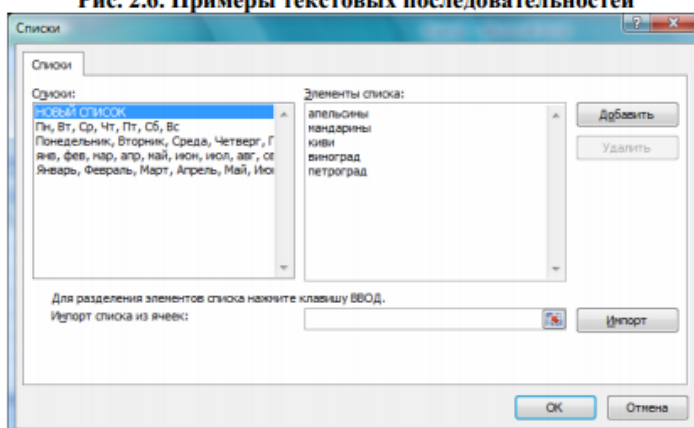 Рис. 2.6. Примеры текстовых последовательностей
Списки
Списки
Списки:
НОВЫЙ СПИСОК
Пн, Вт, Ср, Чт, Пт, Сб, Вс
Понедельник, Вторник, Среда, Четверг, П
янв, фев, мар, апр, май, июн, июл, авг, се
Январь, Февраль, Март, Апрель, Май, Июн
Элементы списка:
апельсины
мандарины
киви
виноград
петроград
Добавить
Удалить
Для разделения элементов списка нажмите клавишу ВВОД.
Импорт списка из ячеек:
Импорт
OK
Отмена